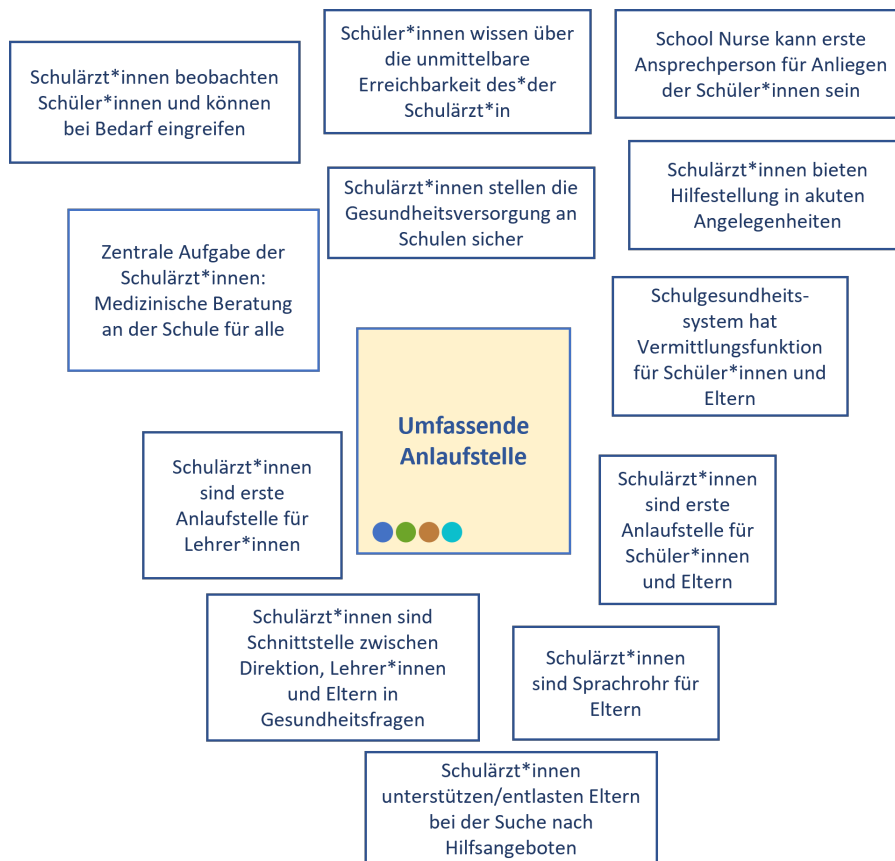 Schulärzt*innen beobachten
Schüler*innen und können
bei Bedarf eingreifen
Schüler*innen wissen über
die unmittelbare
Erreichbarkeit des*der
Schulärzt*in
School Nurse kann erste
Ansprechperson für Anliegen
der Schüler*innen sein
Schulärzt*innen stellen die
Gesundheitsversorgung an
Schulen sicher
Schulärzt*innen bieten
Hilfestellung in akuten
Angelegenheiten
Zentrale Aufgabe der
Schulärzt*innen:
Medizinische Beratung
an der Schule für alle
Schulgesundheits-
system hat
Vermittlungsfunktion
für Schüler*innen und
Eltern
Umfassende
Anlaufstelle
Schulärzt*innen
sind erste
Anlaufstelle für
Lehrer*innen
Schulärzt*innen
sind erste
Anlaufstelle für
Schüler*innen
und Eltern
Schulärzt*innen sind
Schnittstelle zwischen
Direktion, Lehrer*innen
und Eltern in
Gesundheitsfragen
Schulärzt*innen
sind Sprachrohr für
Eltern
Schulärzt*innen
unterstützen/entlasten Eltern
bei der Suche nach
Hilfsangeboten